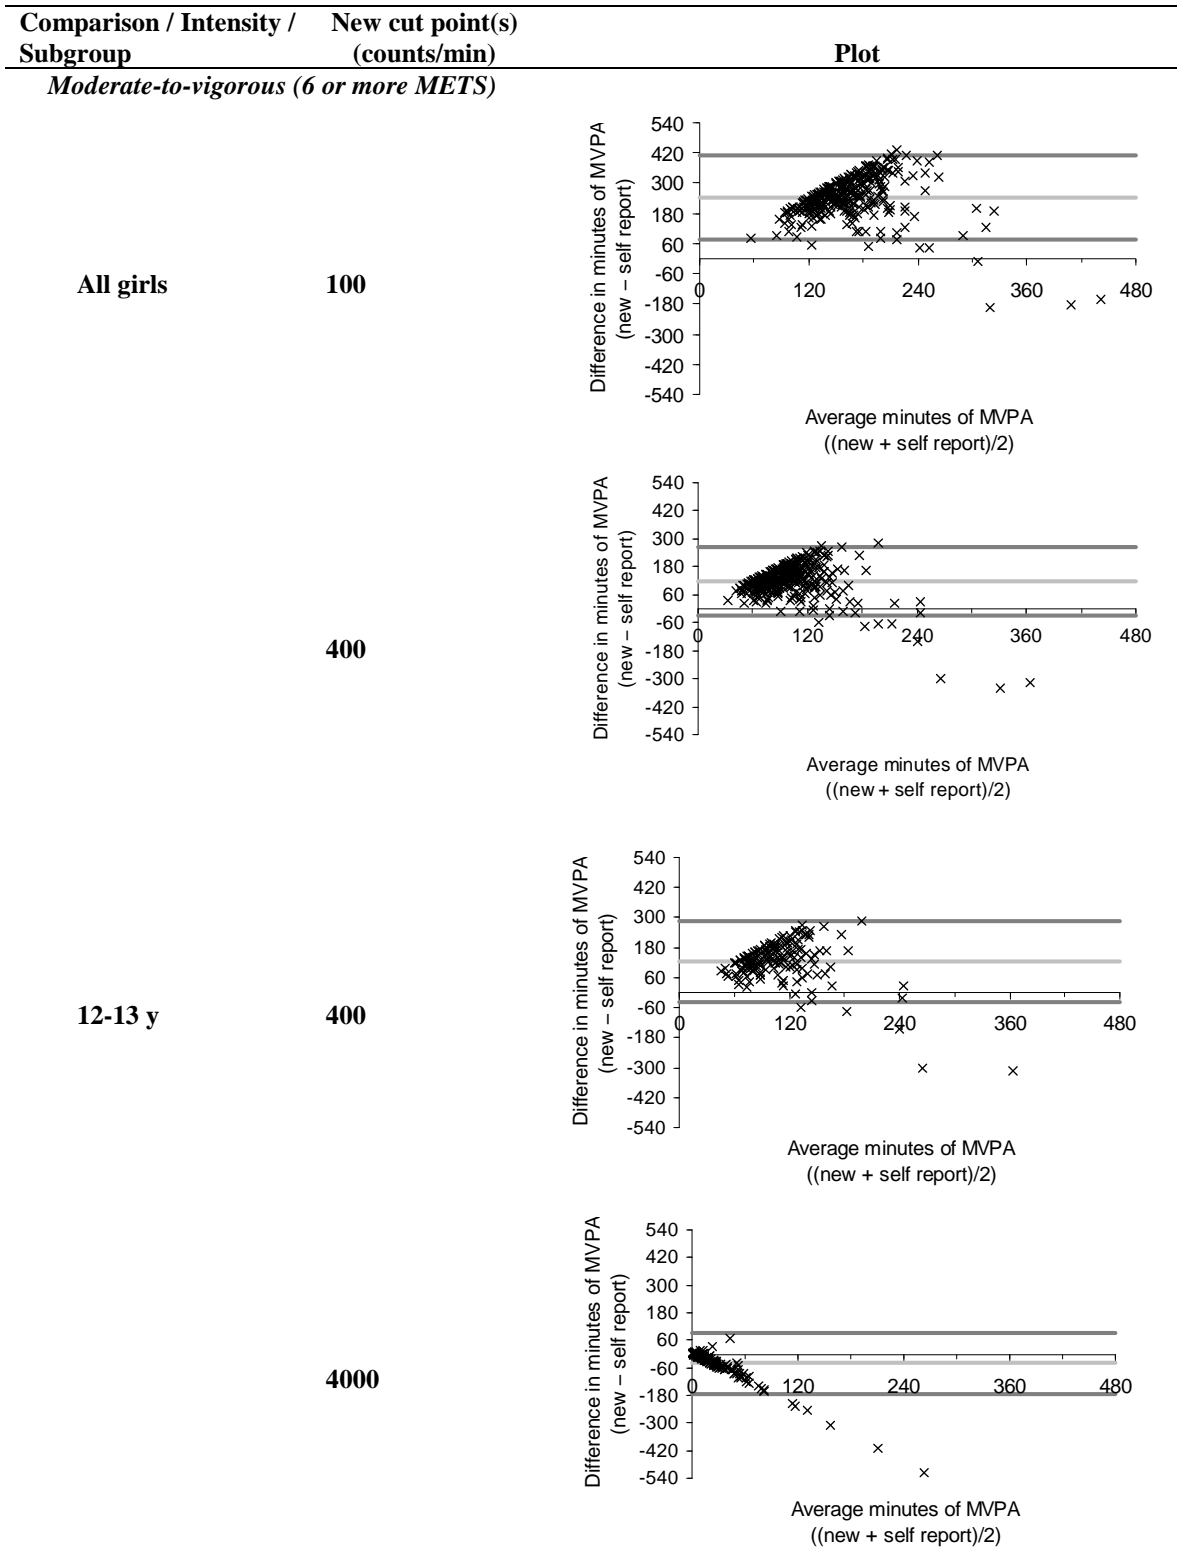 Comparison / Intensity / Subgroup
New cut point(s) (counts/min)
Plot
Moderate-to-vigorous (6 or more METS)
All girls
100
Difference in minutes of MVPA
(new – self report)
540
420
300
180
60
-60
-180
-300
-420
-540
0 120 240 360 480
Average minutes of MVPA
((new + self report)/2)
400
Difference in minutes of MVPA
(new – self report)
540
420
300
180
60
-60
-180
-300
-420
-540
0 120 240 360 480
Average minutes of MVPA
((new + self report)/2)
12-13 y
400
Difference in minutes of MVPA
(new – self report)
540
420
300
180
60
-60
-180
-300
-420
-540
0 120 240 360 480
Average minutes of MVPA
((new + self report)/2)
4000
Difference in minutes of MVPA
(new – self report)
540
420
300
180
60
-60
-180
-300
-420
-540
0 120 240 360 480
Average minutes of MVPA
((new + self report)/2)